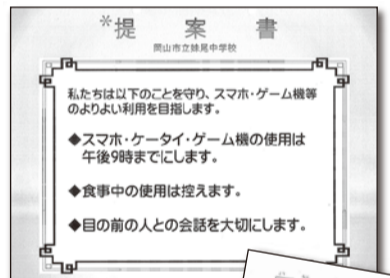 *提案書
岡山市立妹尾中学校
私たちは以下のことを守り、スマホ・ゲーム機等
のよりよい利用を目指します。
◆スマホ・ケータイ・ゲーム機の使用は
午後9時までにします。
◆食事中の使用は控えます。
◆目の前の人との会話を大切にします。